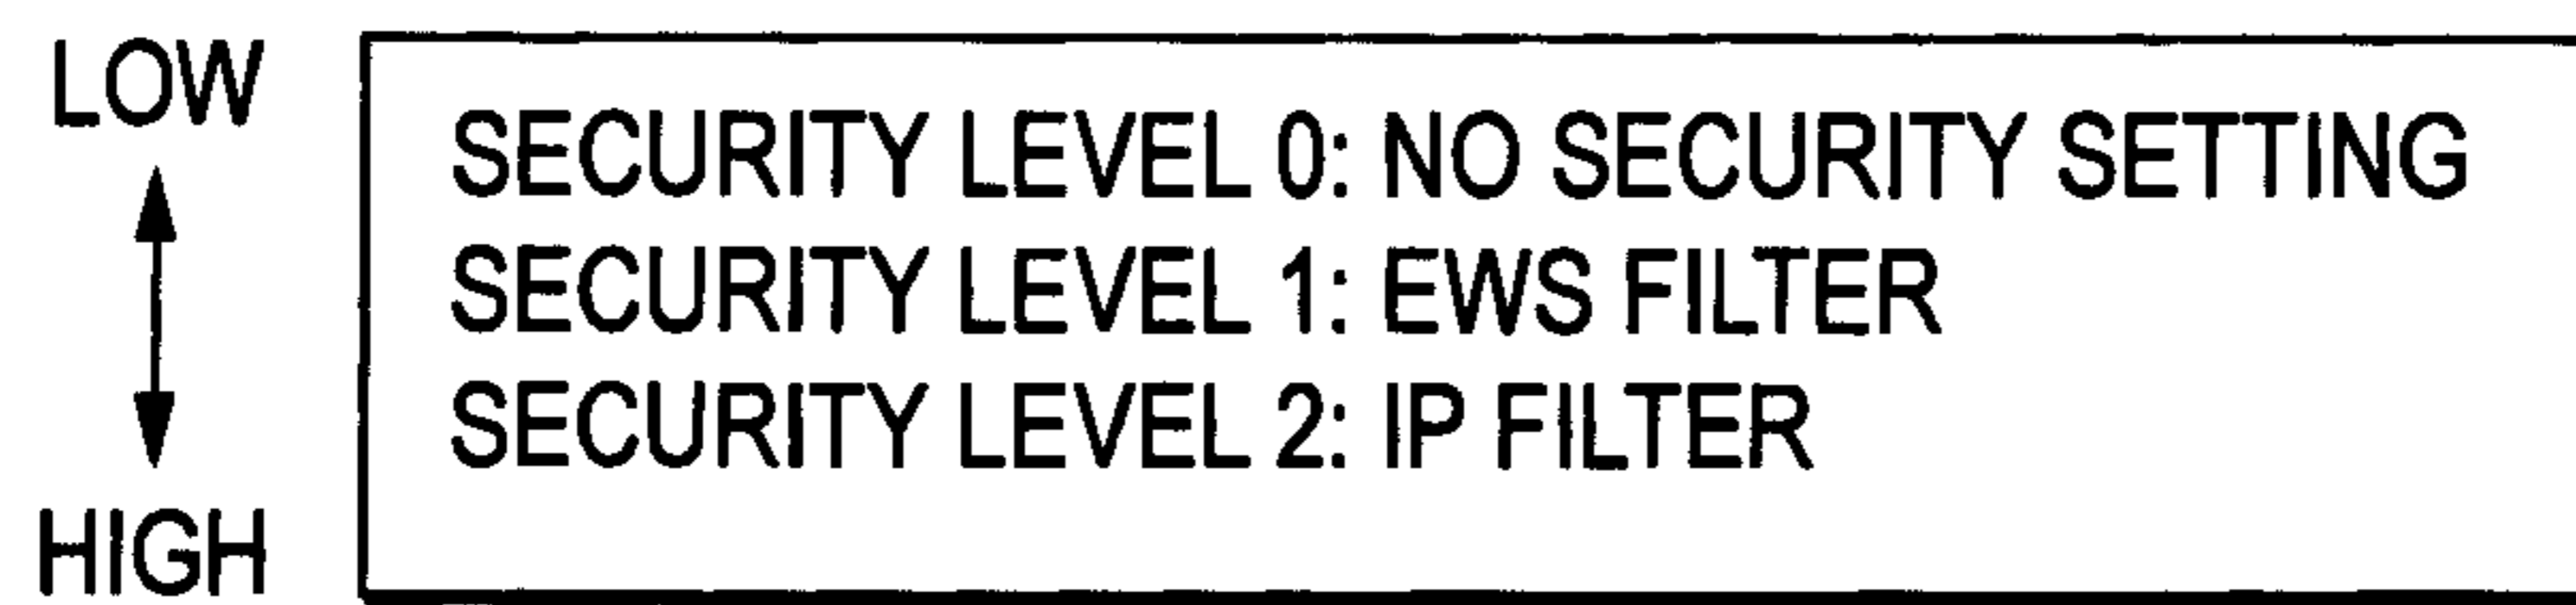 LOW
SECURITY LEVEL 0: NO SECURITY SETTING
SECURITY LEVEL 1: EWS FILTER
SECURITY LEVEL 2: IP FILTER
HIGH